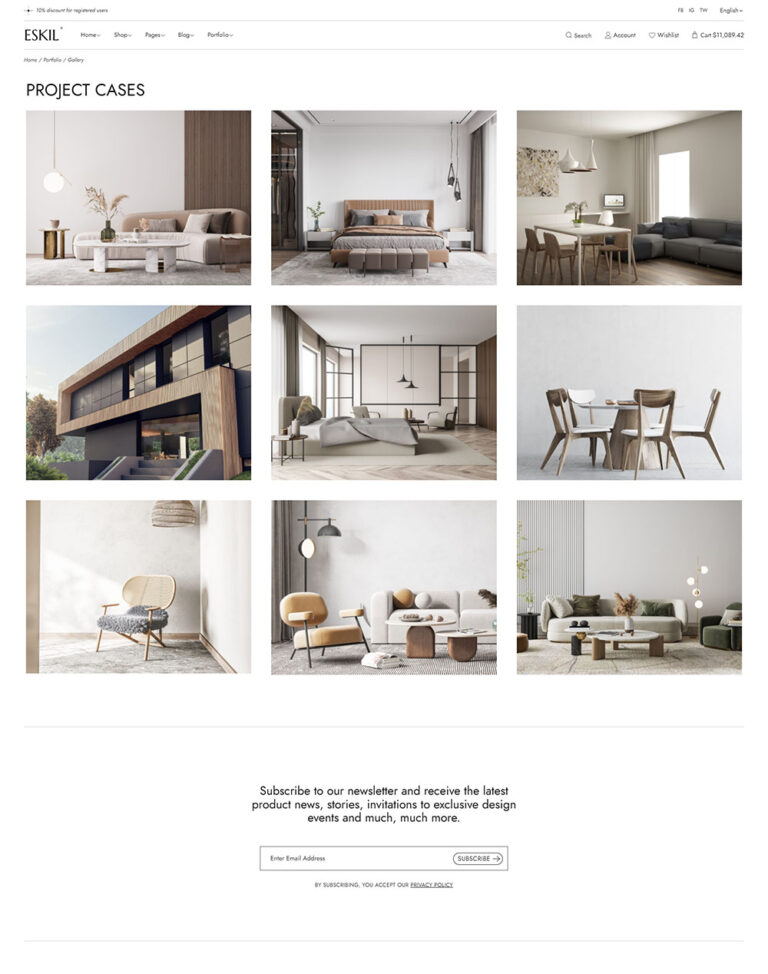 10% discount for registered users
FB IG TW English
ESKIL
Home Shop Pages Blog Portfolio
Search Account Wishlist Cart $11,089.42
Home / Portfolio / Gallery
PROJECT CASES
Subscribe to our newsletter and receive the latest
product news, stories, invitations to exclusive design
events and much, much more.
Enter Email Address
SUBSCRIBE
BY SUBSCRIBING, YOU ACCEPT OUR PRIVACY POLICY